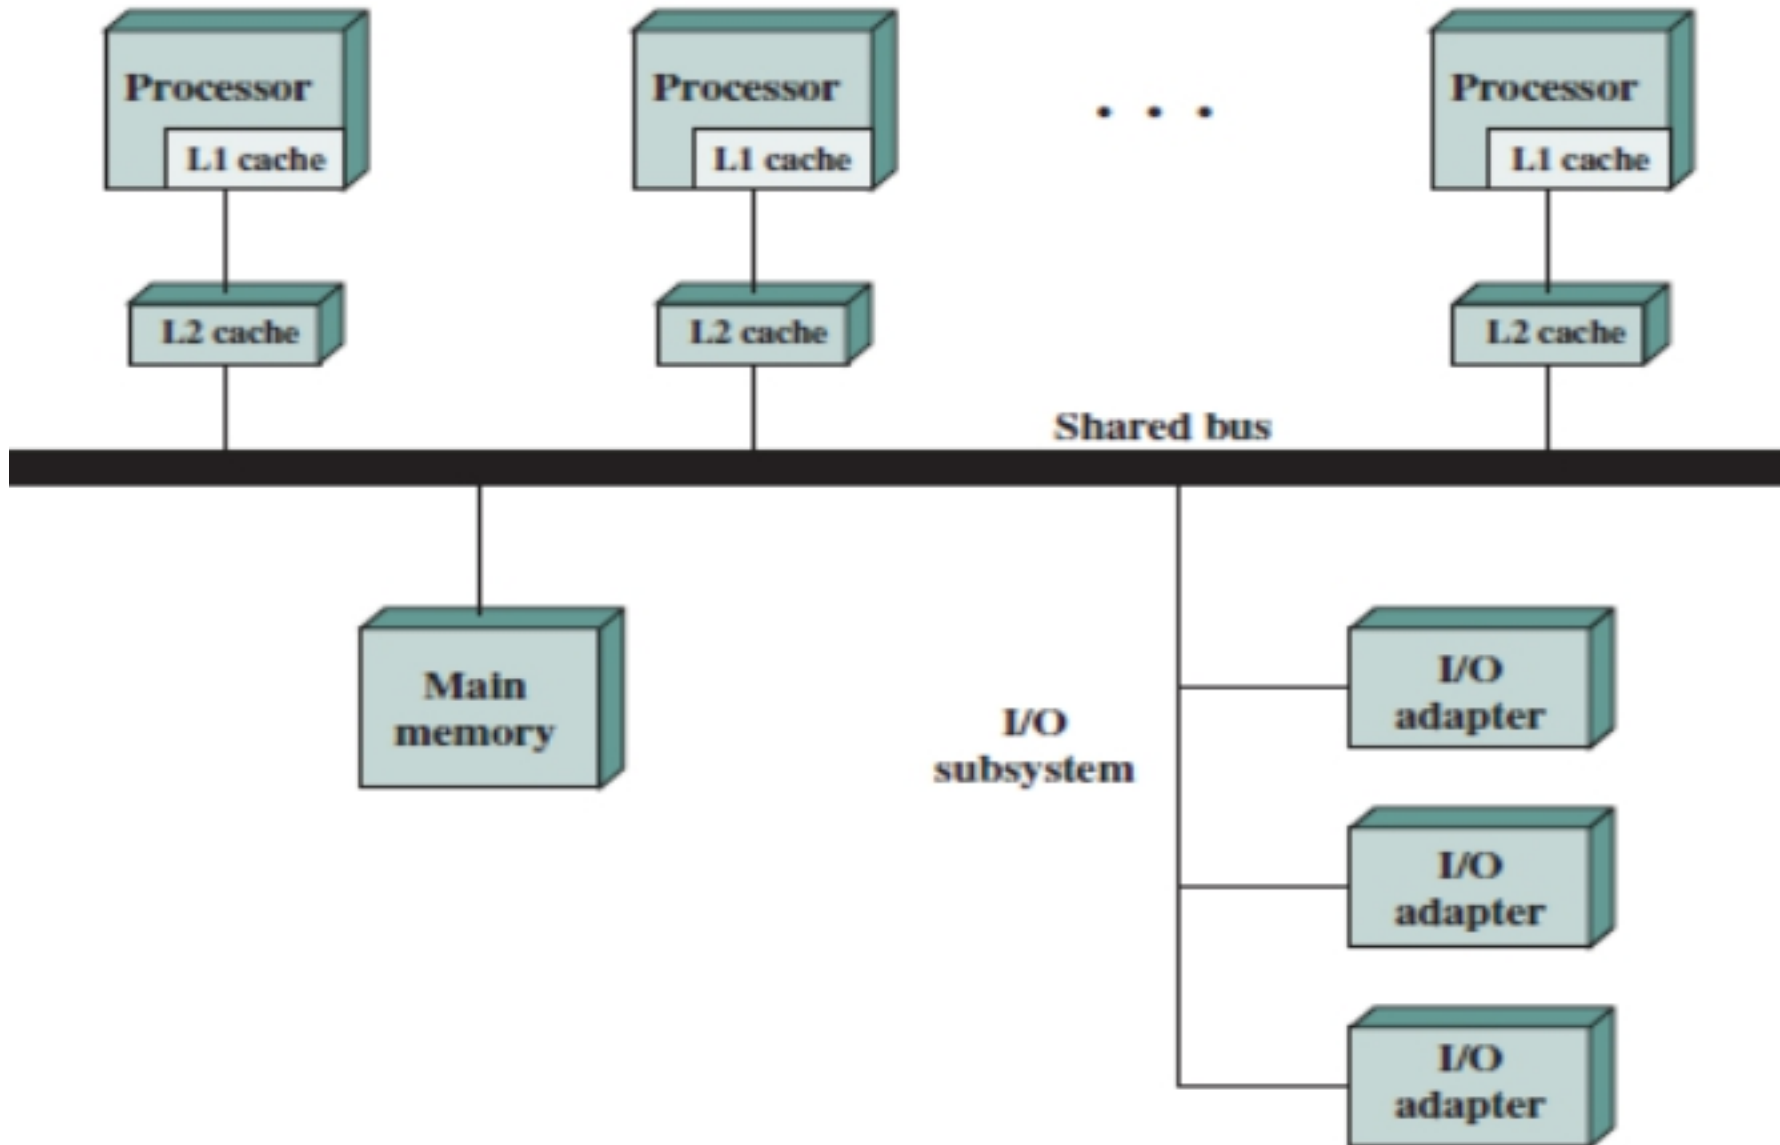 Processor
L1 cache
L2 cache
Processor
L1 cache
L2 cache
. . .
Processor
L1 cache
L2 cache
Shared bus
Main
memory
I/O
subsystem
I/O
adapter
I/O
adapter
I/O
adapter